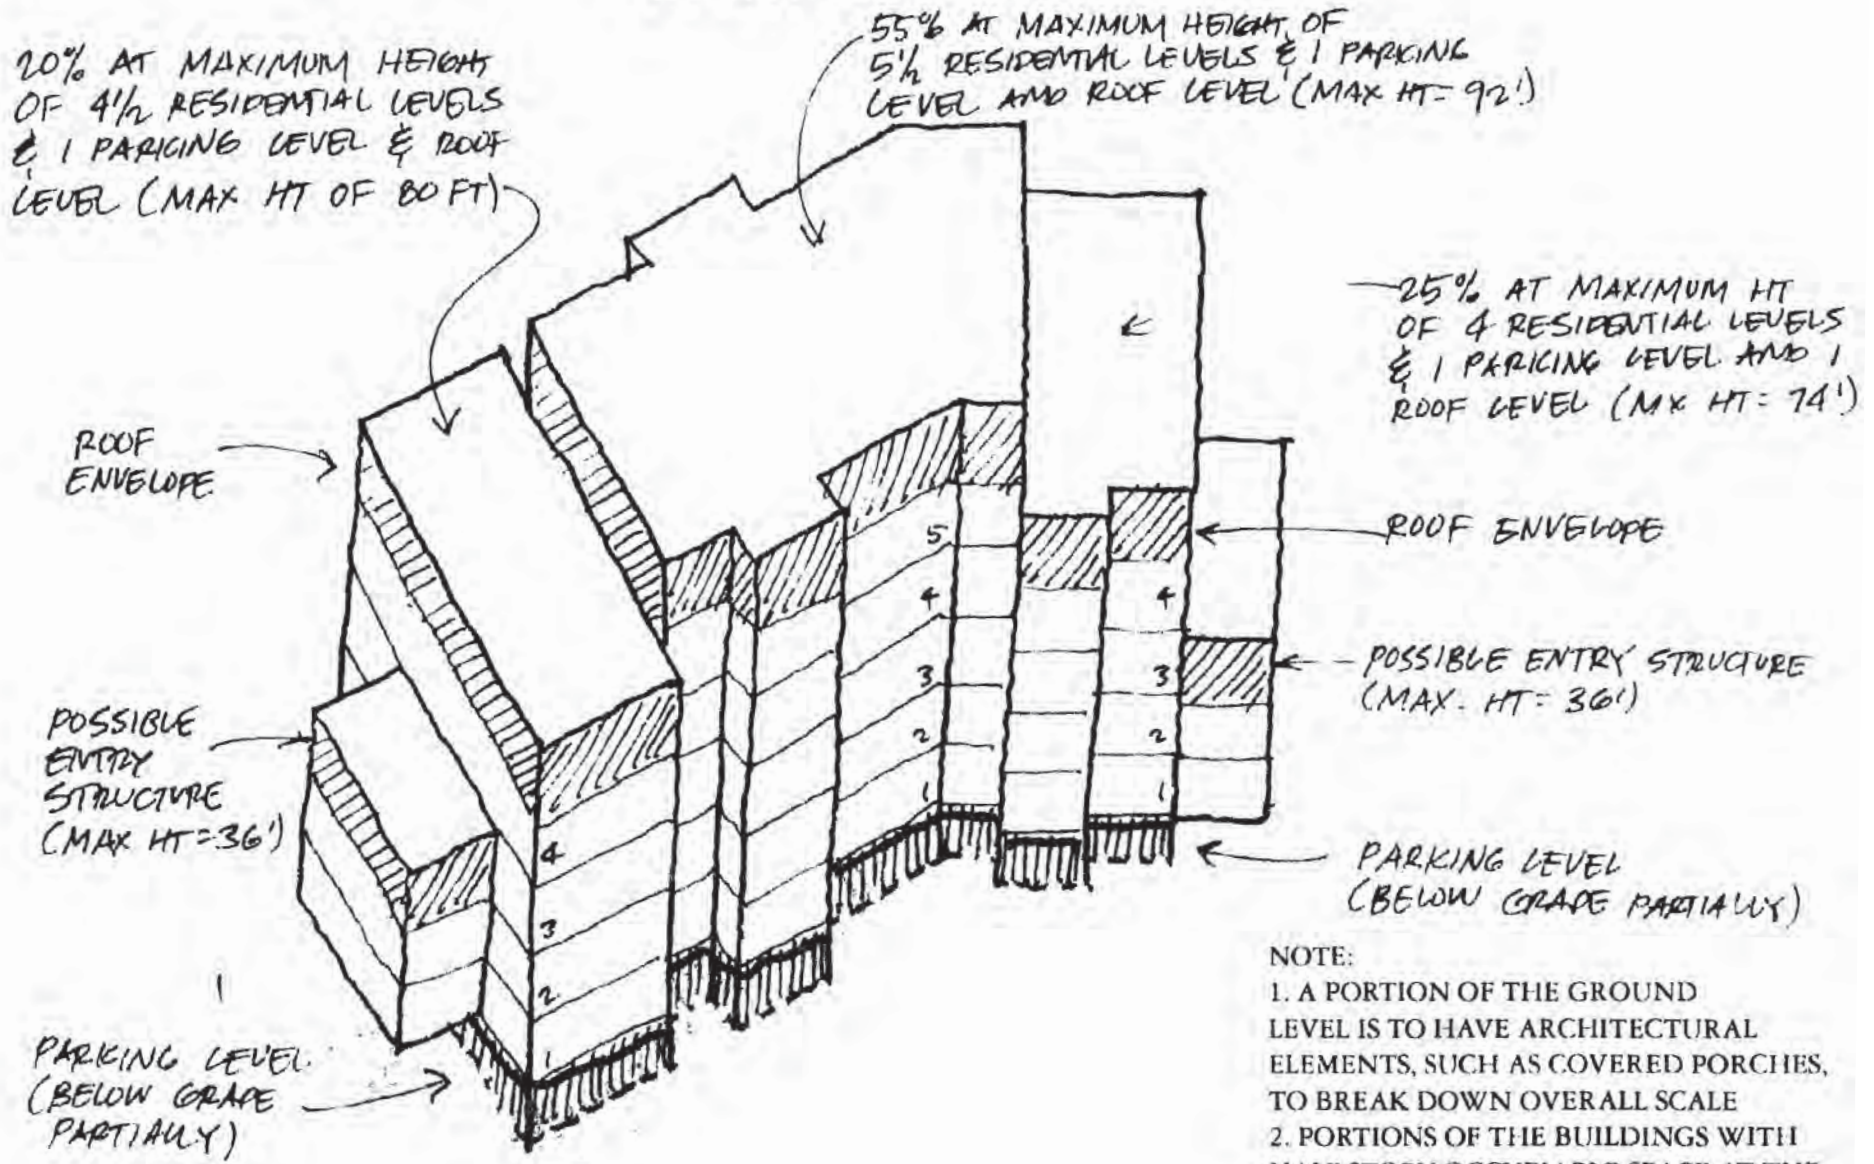 20% AT MAXIMUM HEIGHT
OF 4 1/2 RESIDENTIAL LEVELS
& 1 PARKING LEVEL & ROOF
LEVEL (MAX HT OF 80 FT)
55% AT MAXIMUM HEIGHT OF
5 1/2 RESIDENTIAL LEVELS & 1 PARKING
LEVEL AND ROOF LEVEL (MAX HT= 92')
25% AT MAXIMUM HT
OF 4 RESIDENTIAL LEVELS
& 1 PARKING LEVEL AND 1
ROOF LEVEL (MX HT= 74')
ROOF
ENVELOPE
ROOF ENVELOPE
POSSIBLE ENTRY STRUCTURE
(MAX. HT= 36')
POSSIBLE
ENTRY
STRUCTURE
(MAX HT=36')
5
4
3
2
1
4
3
2
1
4
3
2
1
PARKING LEVEL
(BELOW GRADE PARTIALLY)
PARKING LEVEL
(BELOW GRADE
PARTIALLY)
NOTE:
1. A PORTION OF THE GROUND
LEVEL IS TO HAVE ARCHITECTURAL
ELEMENTS, SUCH AS COVERED PORCHES,
TO BREAK DOWN OVERALL SCALE
2. PORTIONS OF THE BUILDINGS WITH